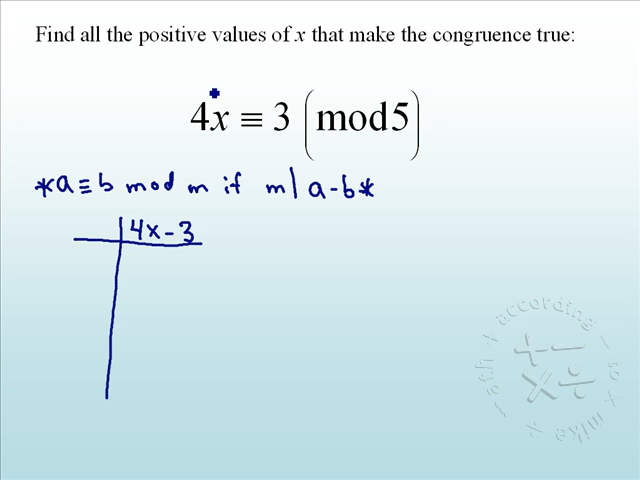 Find all the positive values of x that make the congruence true:
4x ≡ 3 (mod5)
*a ≡ b mod m if m | a - b*
4x - 3
math x according to x mike x